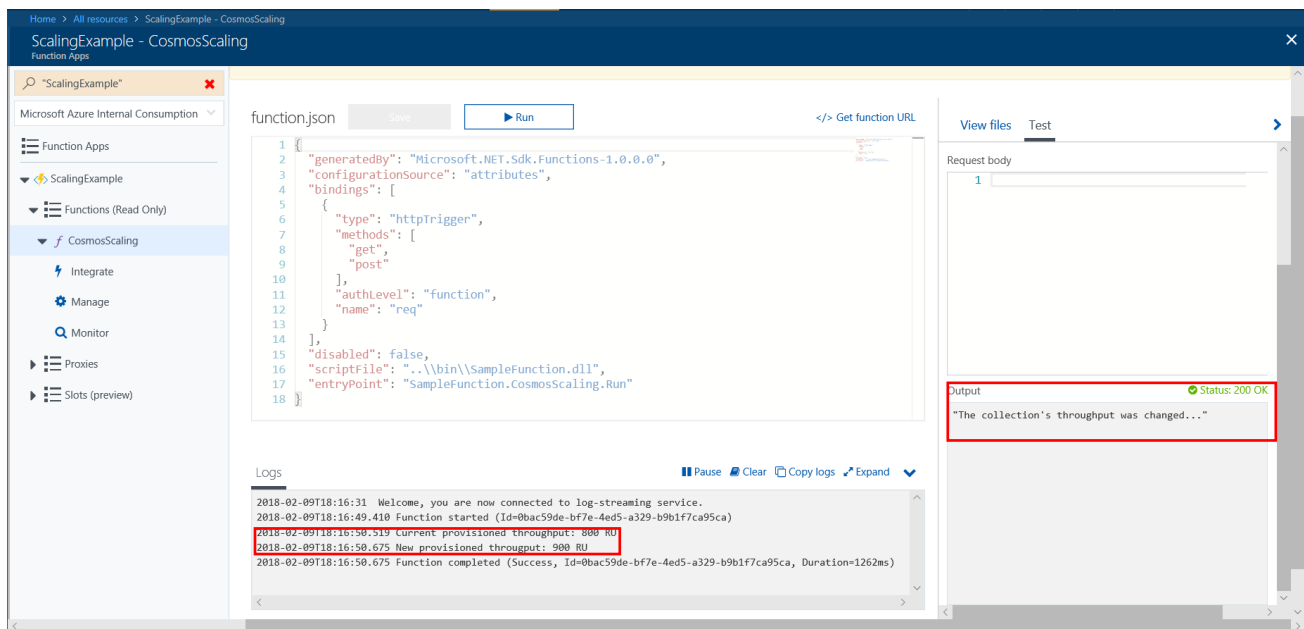 Home > All resources > ScalingExample - CosmosScaling
ScalingExample - CosmosScaling
Function Apps
"ScalingExample"
Microsoft Azure Internal Consumption
Function Apps
ScalingExample
Functions (Read Only)
f CosmosScaling
Integrate
Manage
Monitor
Proxies
Slots (preview)
function.json Save Run </> Get function URL
1 {
2 "generatedBy": "Microsoft.NET.Sdk.Functions-1.0.0.0",
3 "configurationSource": "attributes",
4 "bindings": [
5 {
6 "type": "httpTrigger",
7 "methods": [
8 "get",
9 "post"
10 ],
11 "authLevel": "function",
12 "name": "req"
13 }
14 ],
15 "disabled": false,
16 "scriptFile": "..\\bin\\SampleFunction.dll",
17 "entryPoint": "SampleFunction.CosmosScaling.Run"
18 }
Logs Pause Clear Copy logs Expand
2018-02-09T18:16:31 Welcome, you are now connected to log-streaming service.
2018-02-09T18:16:49.410 Function started (Id=0bac59de-bf7e-4ed5-a329-b9b1f7ca95ca)
2018-02-09T18:16:50.519 Current provisioned throughput: 800 RU
2018-02-09T18:16:50.675 New provisioned througput: 900 RU
2018-02-09T18:16:50.675 Function completed (Success, Id=0bac59de-bf7e-4ed5-a329-b9b1f7ca95ca, Duration=1262ms)
View files Test
Request body
1
Output Status: 200 OK
"The collection's throughput was changed..."